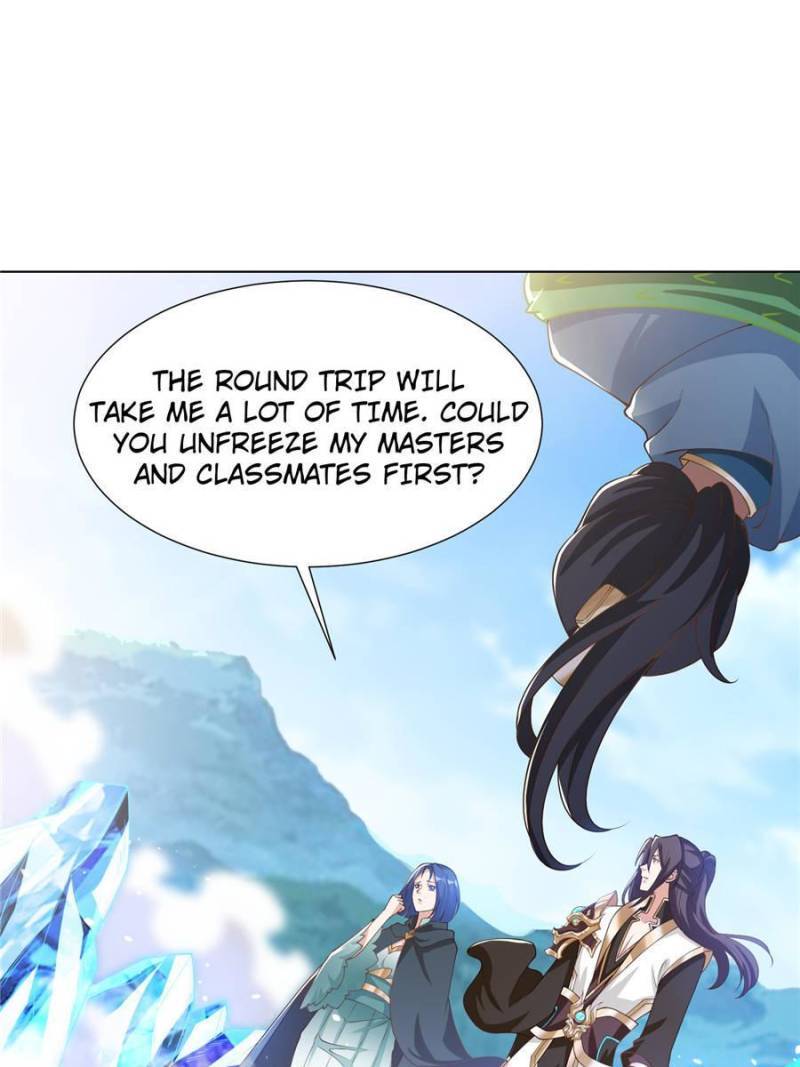 THE ROUND TRIP WILL
TAKE ME A LOT OF TIME. COULD
YOU UNFREEZE MY MASTERS
AND CLASSMATES FIRST?